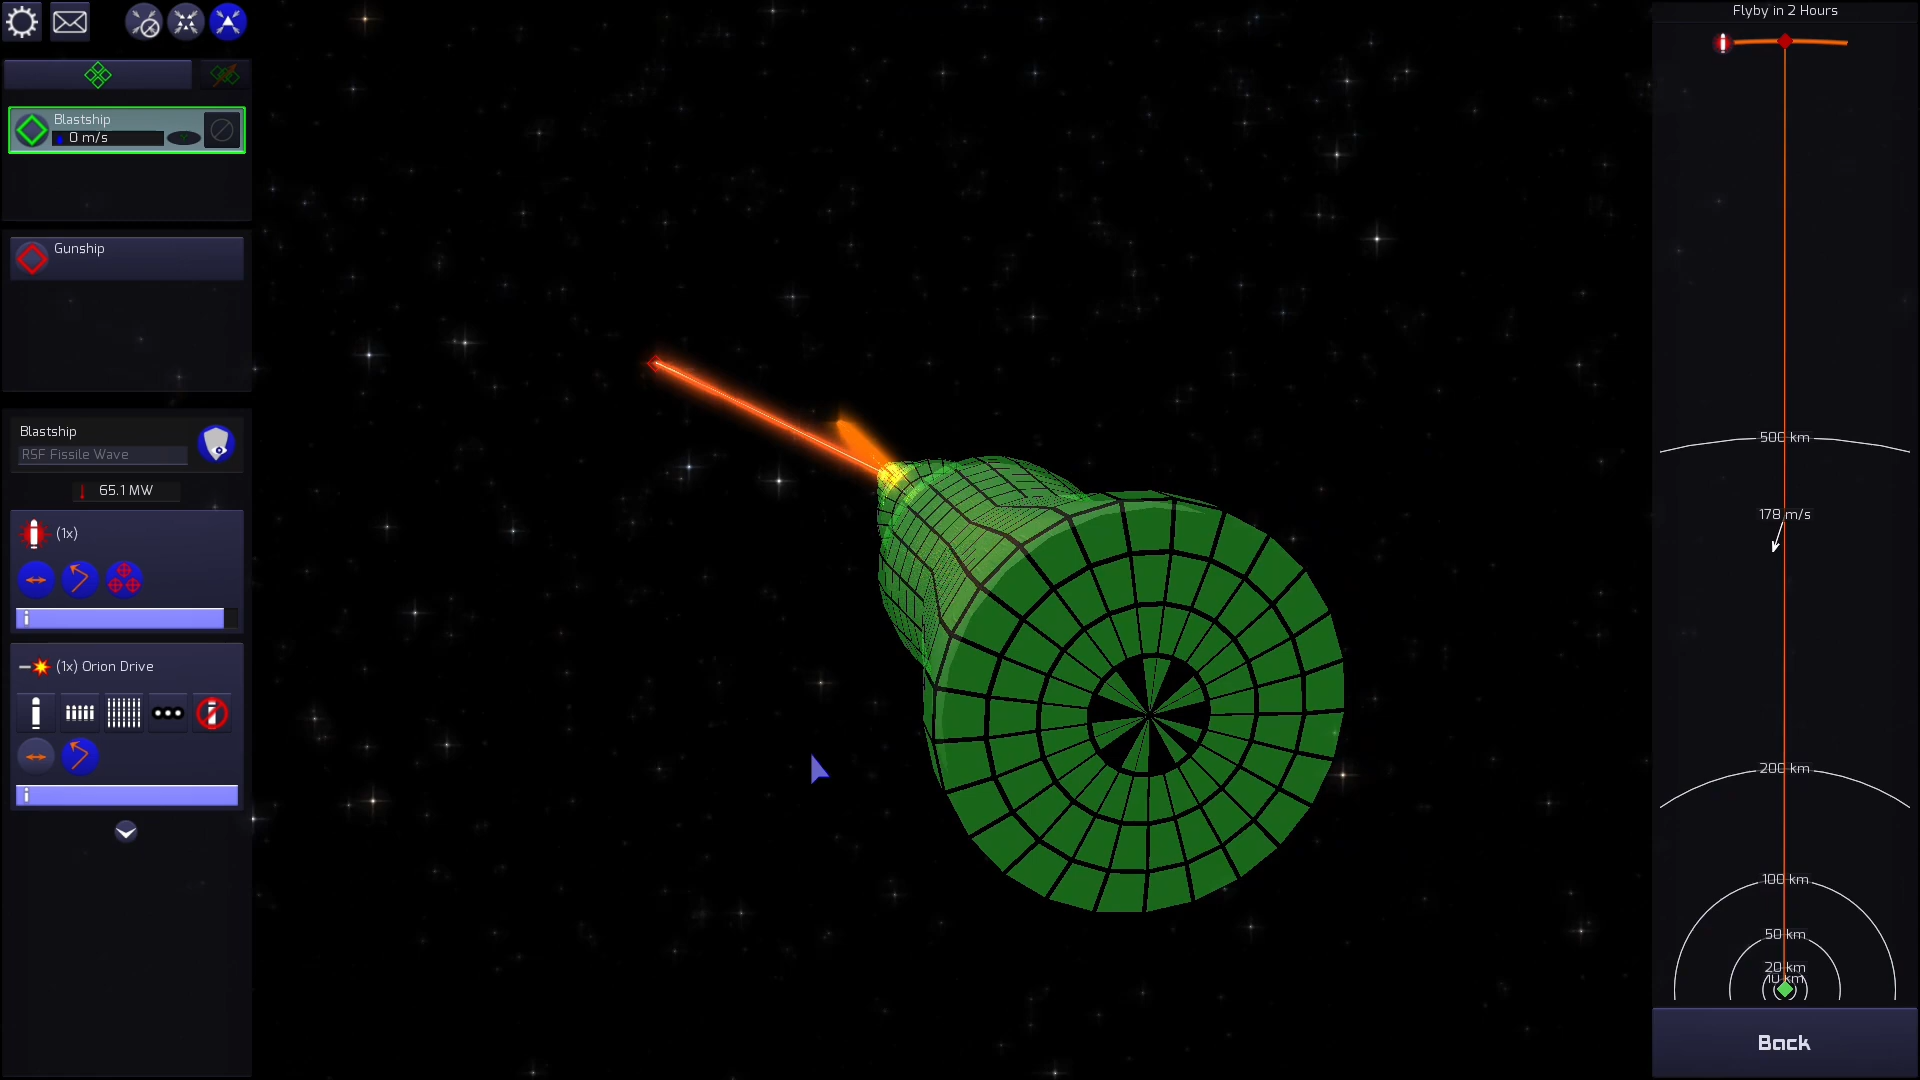 Flyby in 2 Hours
Blastship
0 m/s
Gunship
Blastship
RSF Fissile Wave
65.1 MW
(1x)
(1x) Orion Drive
500 km
178 m/s
200 km
100 km
50 km
20 km
10 km
Back